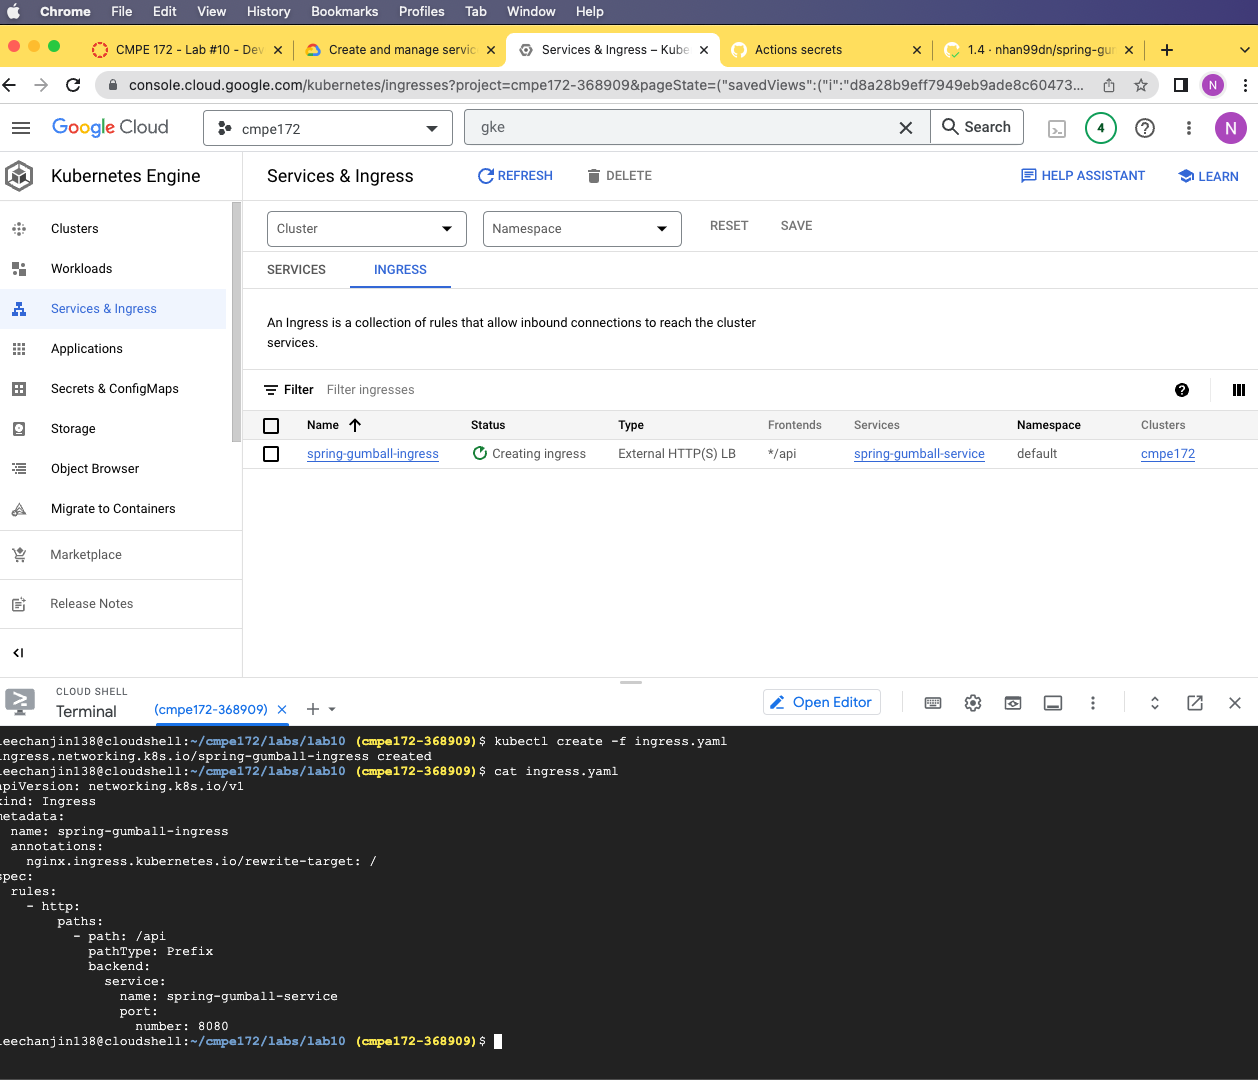 Chrome File Edit View History Bookmarks Profiles Tab Window Help
CMPE 172 - Lab #10 - Dev
Create and manage servic
Services & Ingress – Kube
Actions secrets
1.4 · nhan99dn/spring-gum
console.cloud.google.com/kubernetes/ingresses?project=cmpe172-368909&pageState=("savedViews":("i":"d8a28b9eff7949eb9ade8c60473...
N
Google Cloud
cmpe172
gke
Search
4
N
Kubernetes Engine
Services & Ingress
REFRESH
DELETE
HELP ASSISTANT
LEARN
Clusters
Workloads
Services & Ingress
Applications
Secrets & ConfigMaps
Storage
Object Browser
Migrate to Containers
Marketplace
Release Notes
Cluster
Namespace
RESET
SAVE
SERVICES
INGRESS
An Ingress is a collection of rules that allow inbound connections to reach the cluster
services.
Filter Filter ingresses
Name Status Type Frontends Services Namespace Clusters
spring-gumball-ingress Creating ingress External HTTP(S) LB */api spring-gumball-service default cmpe172
CLOUD SHELL
Terminal
(cmpe172-368909)
Open Editor
eechanjin138@cloudshell:~/cmpe172/labs/lab10 (cmpe172-368909)$ kubectl create -f ingress.yaml
ingress.networking.k8s.io/spring-gumball-ingress created
eechanjin138@cloudshell:~/cmpe172/labs/lab10 (cmpe172-368909)$ cat ingress.yaml
apiVersion: networking.k8s.io/v1
kind: Ingress
metadata:
name: spring-gumball-ingress
annotations:
nginx.ingress.kubernetes.io/rewrite-target: /
spec:
rules:
- http:
paths:
- path: /api
pathType: Prefix
backend:
service:
name: spring-gumball-service
port:
number: 8080
eechanjin138@cloudshell:~/cmpe172/labs/lab10 (cmpe172-368909)$